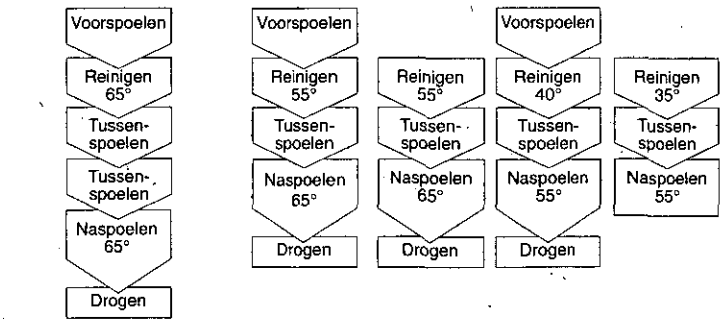 Voorspoelen
Reinigen
65°
Tussen-
spoelen
Tussen-
spoelen
Naspoelen
65°
Drogen
Voorspoelen
Reinigen
55°
Tussen-
spoelen
Naspoelen
65°
Drogen
Reinigen
55°
Tussen-
spoelen
Naspoelen
65°
Drogen
Voorspoelen
Reinigen
40°
Tussen-
spoelen
Naspoelen
55°
Drogen
Reinigen
35°
Tussen-
spoelen
Naspoelen
55°